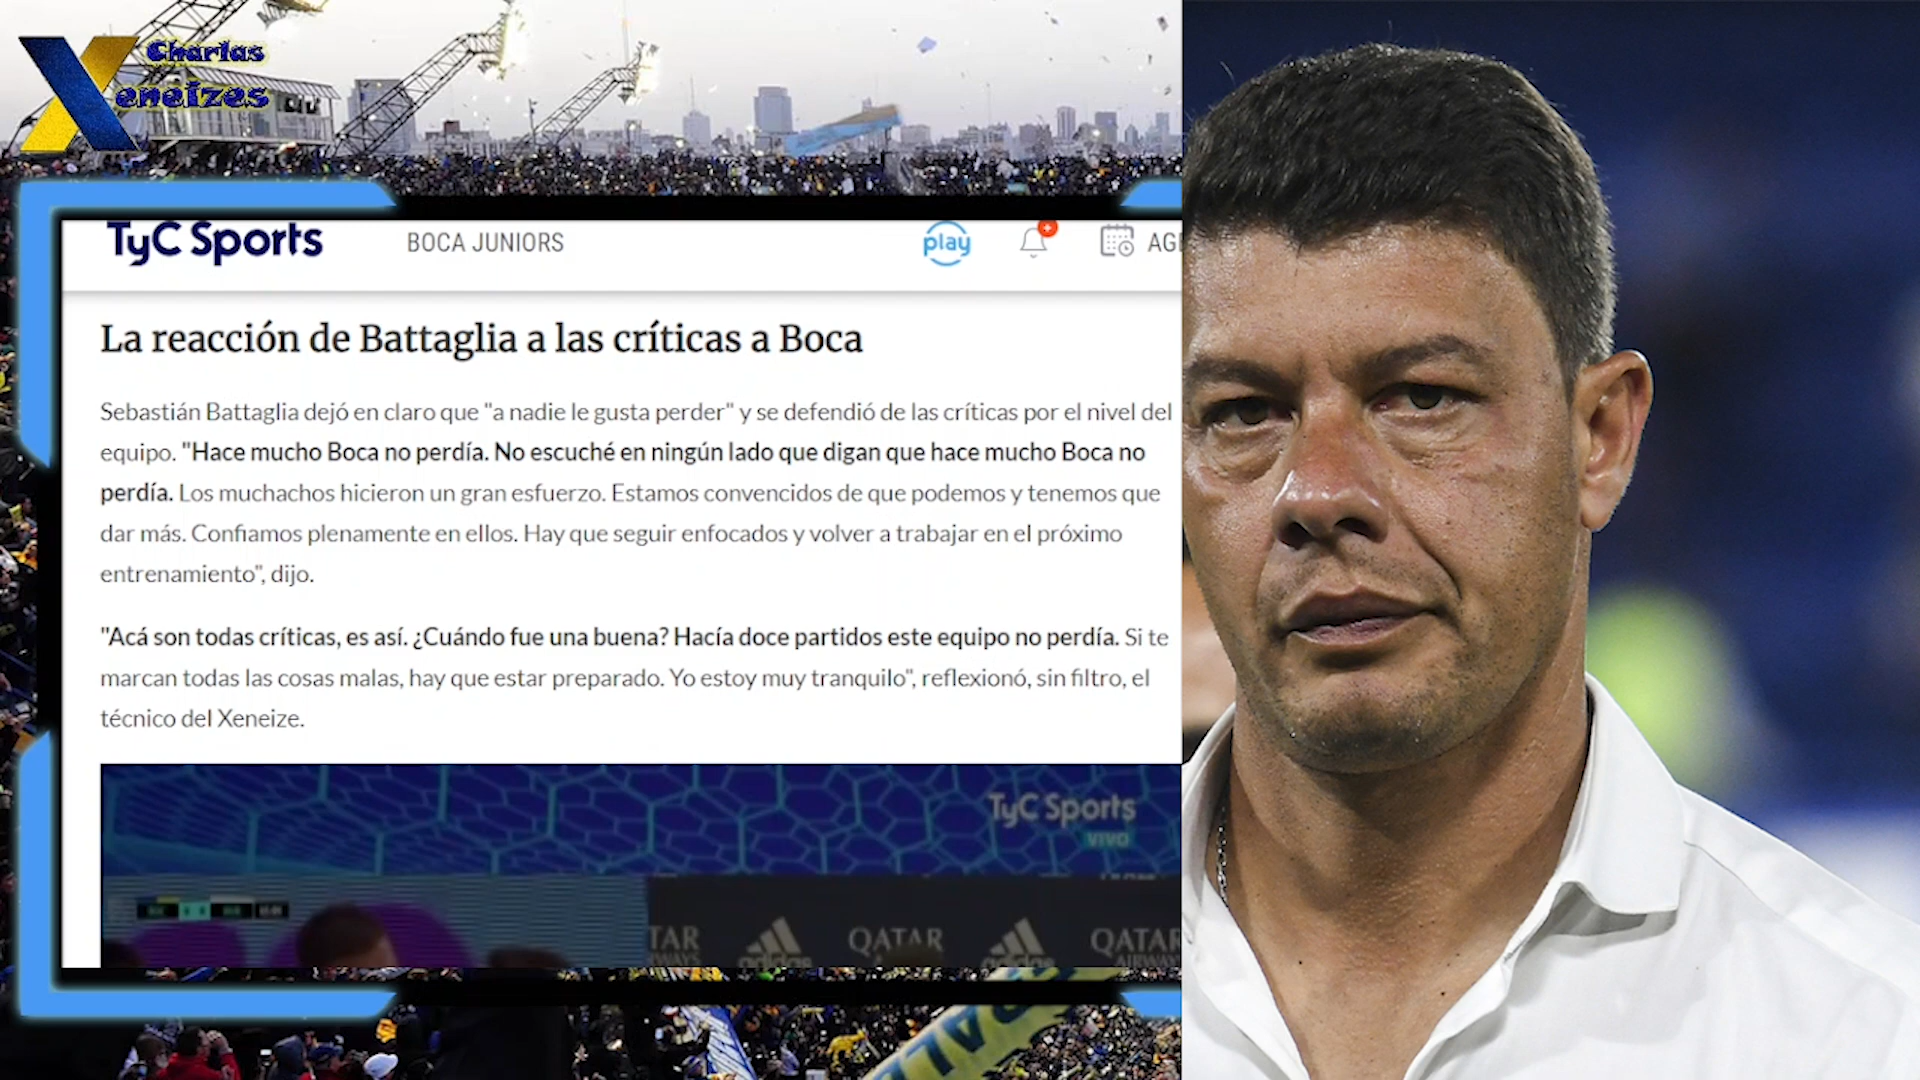 Charlas
Xeneizes
TyC Sports
BOCA JUNIORS
play
La reacción de Battaglia a las críticas a Boca
Sebastián Battaglia dejó en claro que "a nadie le gusta perder" y se defendió de las críticas por el nivel del
equipo. "Hace mucho Boca no perdía. No escuché en ningún lado que digan que hace mucho Boca no
perdía. Los muchachos hicieron un gran esfuerzo. Estamos convencidos de que podemos y tenemos que
dar más. Confiamos plenamente en ellos. Hay que seguir enfocados y volver a trabajar en el próximo
entrenamiento", dijo.
"Acá son todas críticas, es así. ¿Cuándo fue una buena? Hacía doce partidos este equipo no perdía. Si te
marcan todas las cosas malas, hay que estar preparado. Yo estoy muy tranquilo", reflexionó, sin filtro, el
técnico del Xeneize.
TyC Sports
VIVO
adidas QATAR adidas QATAR
AIRWAYS AIRWAYS